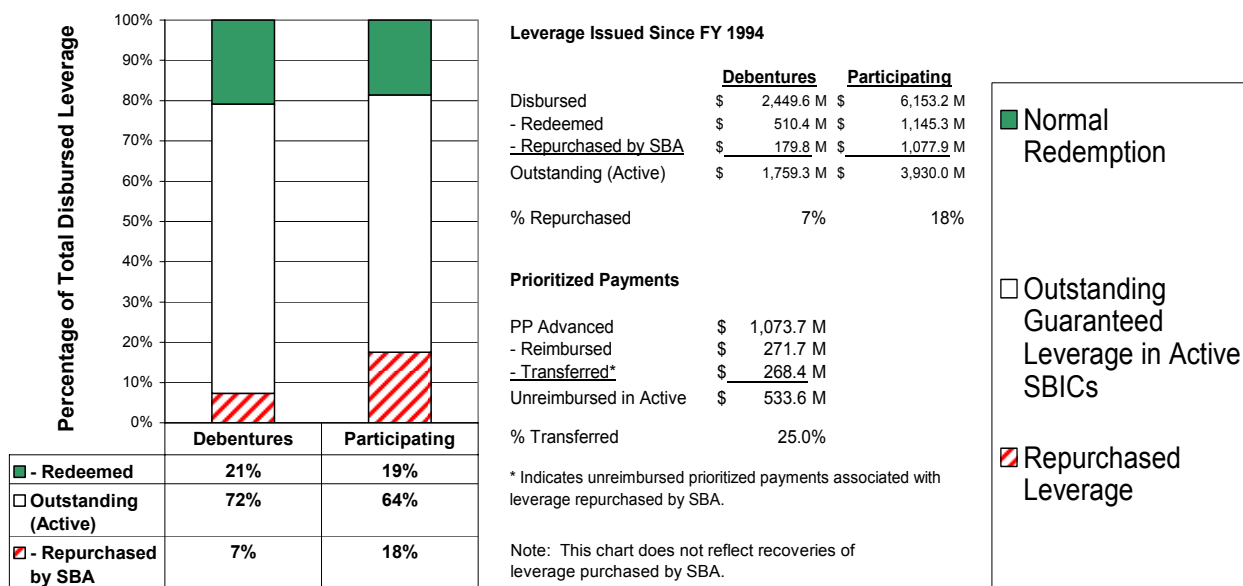 Percentage of Total Disbursed Leverage
100%
90%
80%
70%
60%
50%
40%
30%
20%
10%
0%
Debentures Participating
- Redeemed 21% 19%
Outstanding 72% 64%
(Active)
- Repurchased 7% 18%
by SBA
Leverage Issued Since FY 1994
Debentures Participating
Disbursed $ 2,449.6 M $ 6,153.2 M
- Redeemed $ 510.4 M $ 1,145.3 M
- Repurchased by SBA $ 179.8 M $ 1,077.9 M
Outstanding (Active) $ 1,759.3 M $ 3,930.0 M
% Repurchased 7% 18%
Prioritized Payments
PP Advanced $ 1,073.7 M
- Reimbursed $ 271.7 M
- Transferred* $ 268.4 M
Unreimbursed in Active $ 533.6 M
% Transferred 25.0%
* Indicates unreimbursed prioritized payments associated with
leverage repurchased by SBA.
Note: This chart does not reflect recoveries of
leverage purchased by SBA.
Normal
Redemption
Outstanding
Guaranteed
Leverage in Active
SBICs
Repurchased
Leverage